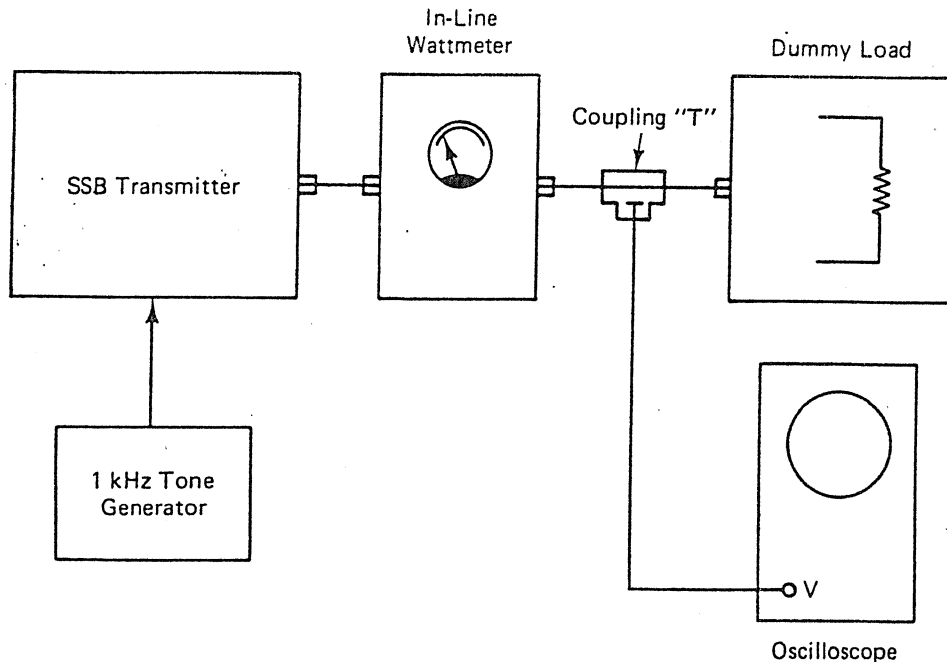 In-Line
Wattmeter
Dummy Load
Coupling "T"
SSB Transmitter
1 kHz Tone
Generator
V
Oscilloscope